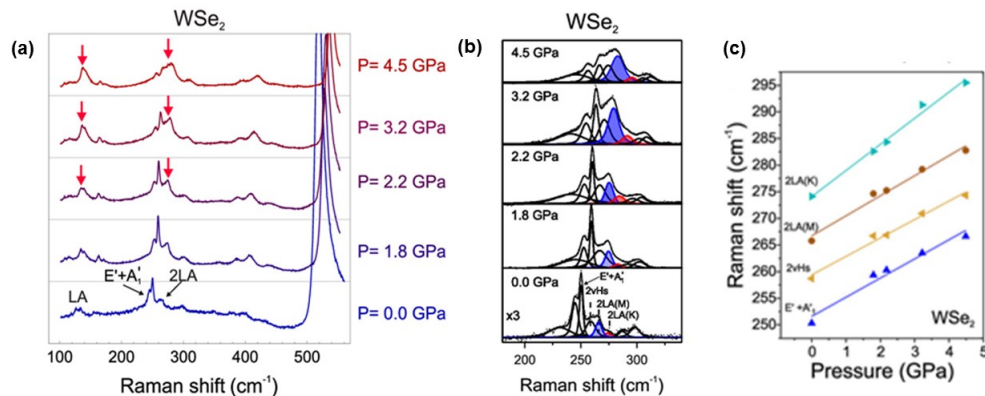 WSe₂
(a)
P= 4.5 GPa
P= 3.2 GPa
P= 2.2 GPa
P= 1.8 GPa
P= 0.0 GPa
LA
E'+A'₁
2LA
100 200 300 400 500
Raman shift (cm⁻¹)
WSe₂
(b)
4.5 GPa
3.2 GPa
2.2 GPa
1.8 GPa
0.0 GPa
E'+A'₁
2vHs
2LA(M)
2LA(K)
x3
200 250 300
Raman shift (cm⁻¹)
(c)
Raman shift (cm⁻¹)
295
290
285
280
275
270
265
260
255
250
2LA(K)
2LA(M)
2vHs
E'+A'₁
WSe₂
0 1 2 3 4 5
Pressure (GPa)